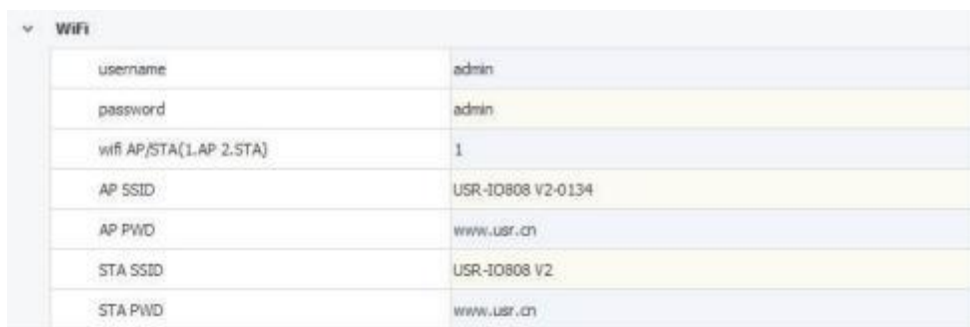 WiFi
username admin
password admin
wifi AP/STA(1.AP 2.STA) 1
AP SSID USR-IO808 V2-0134
AP PWD www.usr.cn
STA SSID USR-IO808 V2
STA PWD www.usr.cn